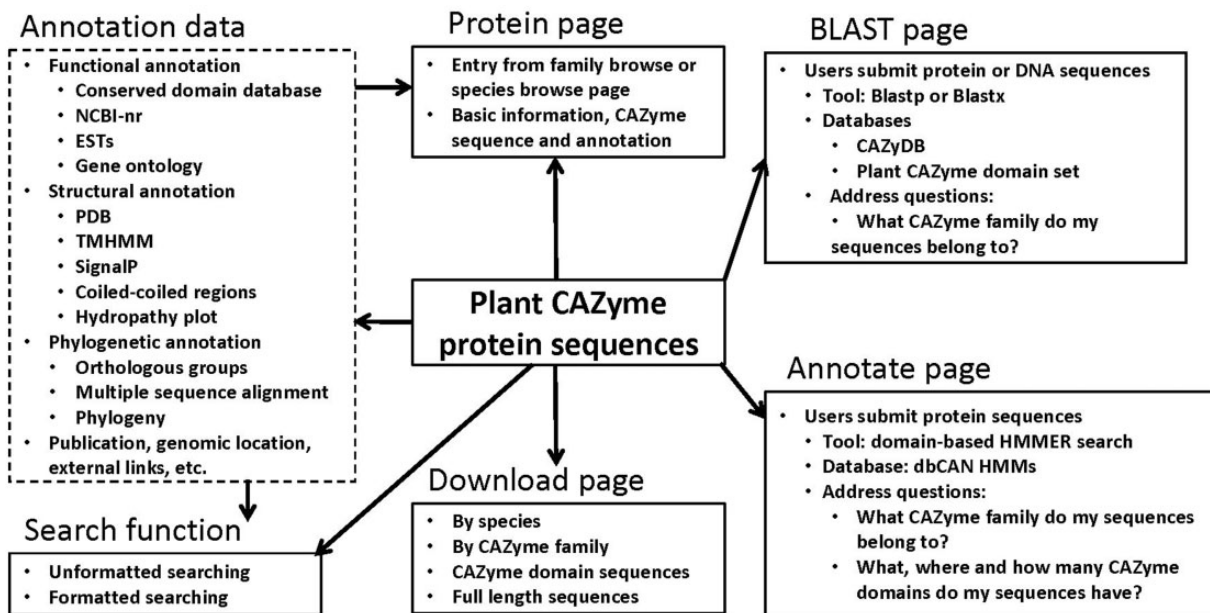 Annotation data
• Functional annotation
• Conserved domain database
• NCBI-nr
• ESTs
• Gene ontology
• Structural annotation
• PDB
• TMHMM
• SignalP
• Coiled-coiled regions
• Hydropathy plot
• Phylogenetic annotation
• Orthologous groups
• Multiple sequence alignment
• Phylogeny
• Publication, genomic location,
external links, etc.
Protein page
• Entry from family browse or
species browse page
• Basic information, CAZyme
sequence and annotation
BLAST page
• Users submit protein or DNA sequences
• Tool: Blastp or Blastx
• Databases
• CAZyDB
• Plant CAZyme domain set
• Address questions:
• What CAZyme family do my
sequences belong to?
Plant CAZyme
protein sequences
Annotate page
• Users submit protein sequences
• Tool: domain-based HMMER search
• Database: dbCAN HMMs
• Address questions:
• What CAZyme family do my sequences
belong to?
• What, where and how many CAZyme
domains do my sequences have?
Search function
• Unformatted searching
• Formatted searching
Download page
• By species
• By CAZyme family
• CAZyme domain sequences
• Full length sequences